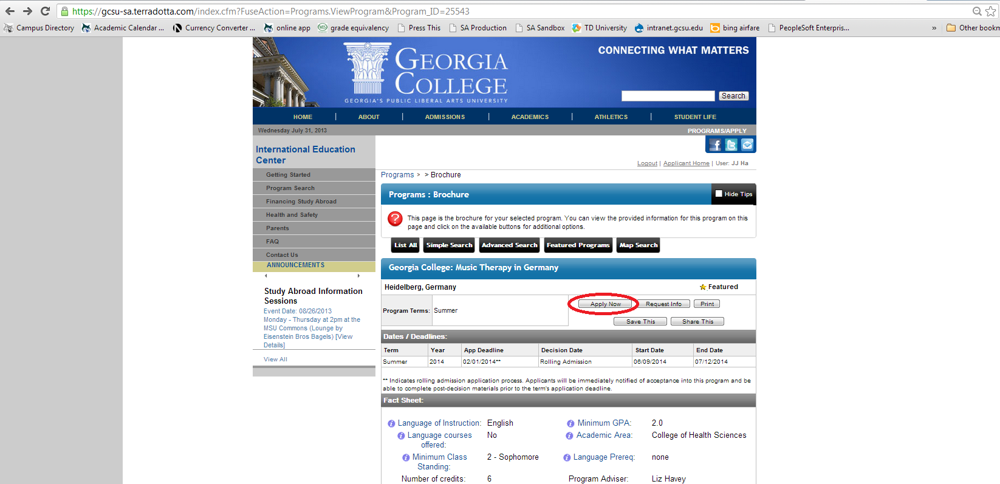 https://gcsu-sa.terradotta.com/index.cfm?FuseAction=Programs.ViewProgram&Program_ID=25543
Campus Directory Academic Calendar ... Currency Converter ... online app WES grade equivalency Press This SA Production SA Sandbox TD University intranet.gcsu.edu bing airfare PeopleSoft Enterpris... » Other bookm
CONNECTING WHAT MATTERS
GEORGIA
COLLEGE
GEORGIA'S PUBLIC LIBERAL ARTS UNIVERSITY
Search
HOME | ABOUT | ADMISSIONS | ACADEMICS | ATHLETICS | STUDENT LIFE
Wednesday July 31, 2013 PROGRAMS/APPLY
International Education
Center
Getting Started
Program Search
Financing Study Abroad
Health and Safety
Parents
FAQ
Contact Us
ANNOUNCEMENTS
Study Abroad Information
Sessions
Event Date: 08/26/2013
Monday - Thursday at 2pm at the
MSU Commons (Lounge by
Eisenstein Bros Bagels) [View
Details]
View All
Logout | Applicant Home | User: JJ Ha
Programs > > Brochure
Programs : Brochure Hide Tips
? This page is the brochure for your selected program. You can view the provided information for this program on this
page and click on the available buttons for additional options.
List All Simple Search Advanced Search Featured Programs Map Search
Georgia College: Music Therapy in Germany
Heidelberg, Germany Featured
Program Terms: Summer
Apply Now Request Info Print
Save This Share This
Dates / Deadlines:
Term Year App Deadline Decision Date Start Date End Date
Summer 2014 02/01/2014** Rolling Admission 06/09/2014 07/12/2014
** Indicates rolling admission application process. Applicants will be immediately notified of acceptance into this program and be
able to complete post-decision materials prior to the term's application deadline.
Fact Sheet:
Language of Instruction: English Minimum GPA: 2.0
Language courses No Academic Area: College of Health Sciences
offered:
Minimum Class 2 - Sophomore Language Prereq: none
Standing:
Number of credits: 6 Program Adviser: Liz Havey